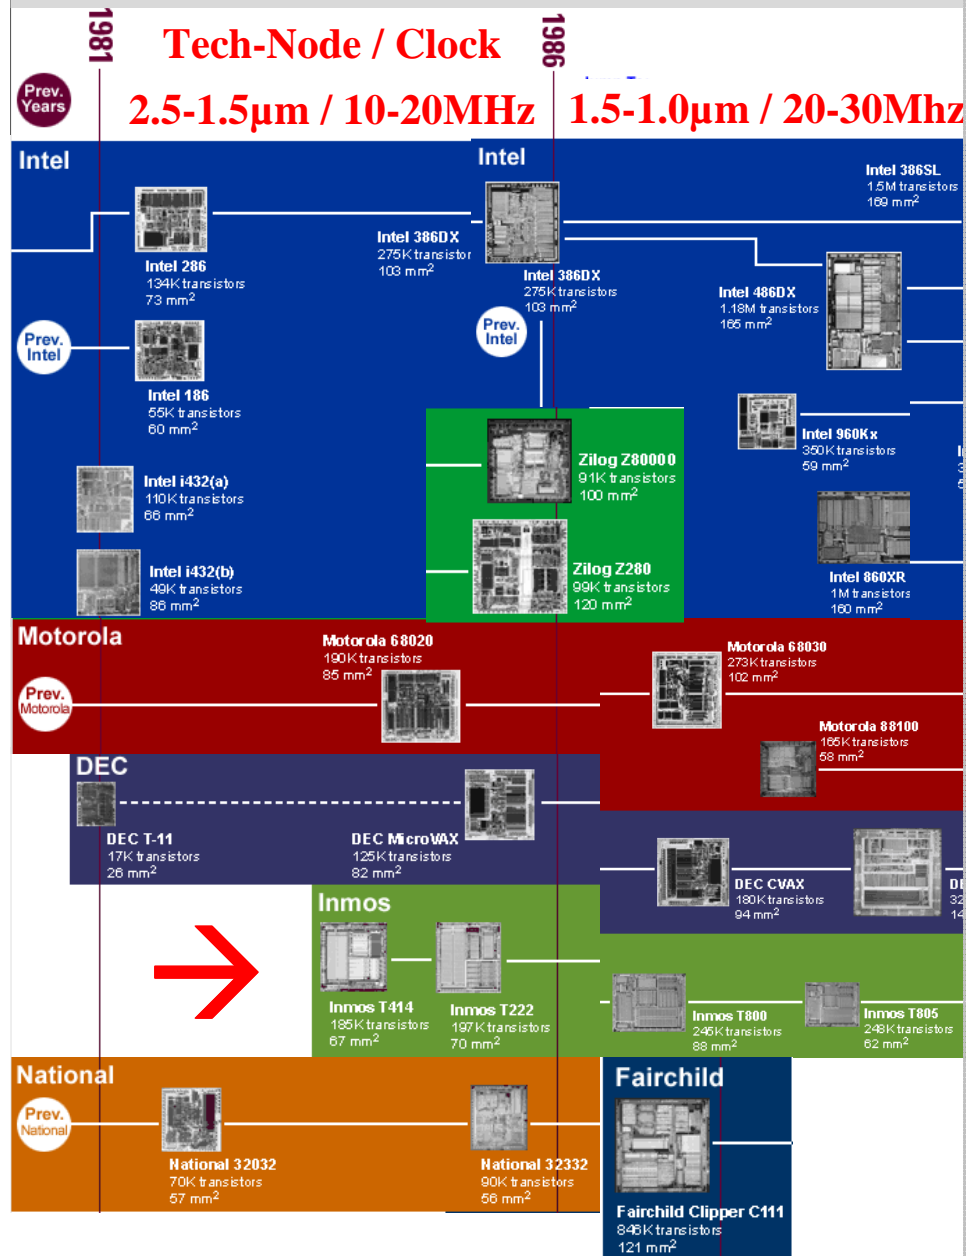 1981
Tech-Node / Clock
1986
Prev.
Years
2.5-1.5µm / 10-20MHz
1.5-1.0µm / 20-30Mhz
Intel
Intel
Intel 386SL
1.5M transistors
169 mm²
Intel 286
134K transistors
73 mm²
Intel 386DX
275K transistor
103 mm²
Intel 386DX
275K transistors
103 mm²
Intel 486DX
1.18M transistors
165 mm²
Prev.
Intel
Prev.
Intel
Intel 186
55K transistors
60 mm²
Intel 960Kx
350K transistors
59 mm²
Zilog Z80000
91K transistors
100 mm²
Intel i432(a)
110K transistors
66 mm²
Intel i432(b)
49K transistors
86 mm²
Zilog Z280
99K transistors
120 mm²
Intel 860XR
1M transistors
160 mm²
Motorola
Motorola 68020
190K transistors
85 mm²
Motorola 68030
273K transistors
102 mm²
Prev.
Motorola
Motorola 88100
165K transistors
58 mm²
DEC
DEC T-11
17K transistors
26 mm²
DEC MicroVAX
125K transistors
82 mm²
DEC CVAX
180K transistors
94 mm²
DE
32
14
Inmos
Inmos T414
185K transistors
67 mm²
Inmos T222
197K transistors
70 mm²
Inmos T800
245K transistors
88 mm²
Inmos T805
248K transistors
62 mm²
National
Prev.
National
National 32032
70K transistors
57 mm²
National 32332
90K transistors
56 mm²
Fairchild
Fairchild Clipper C111
846K transistors
121 mm²